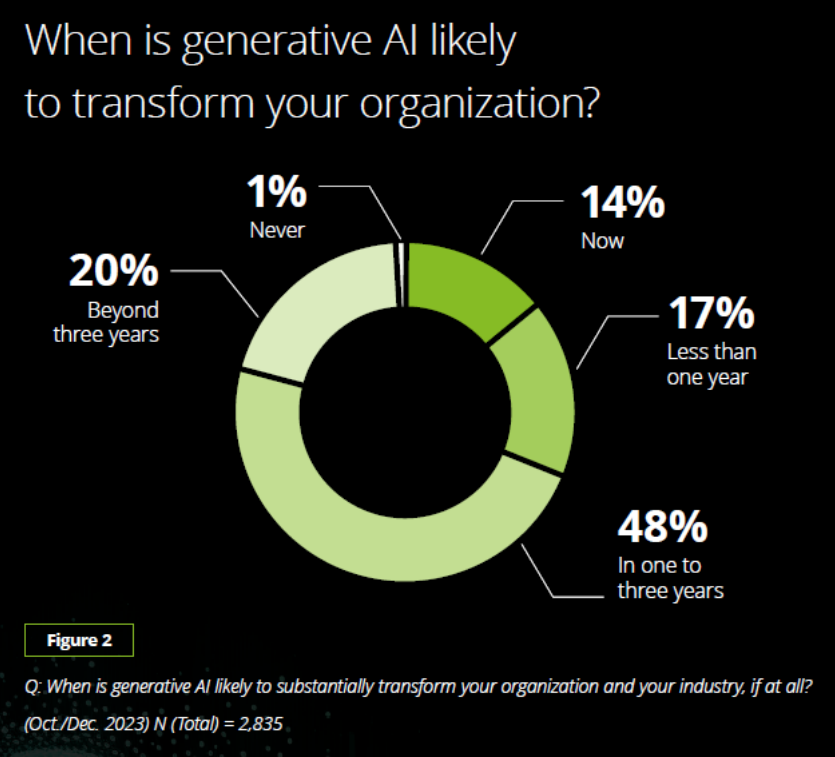 When is generative AI likely
to transform your organization?
1%
Never
14%
Now
20%
Beyond
three years
17%
Less than
one year
48%
In one to
three years
Figure 2
Q: When is generative AI likely to substantially transform your organization and your industry, if at all?
(Oct./Dec. 2023) N (Total) = 2,835